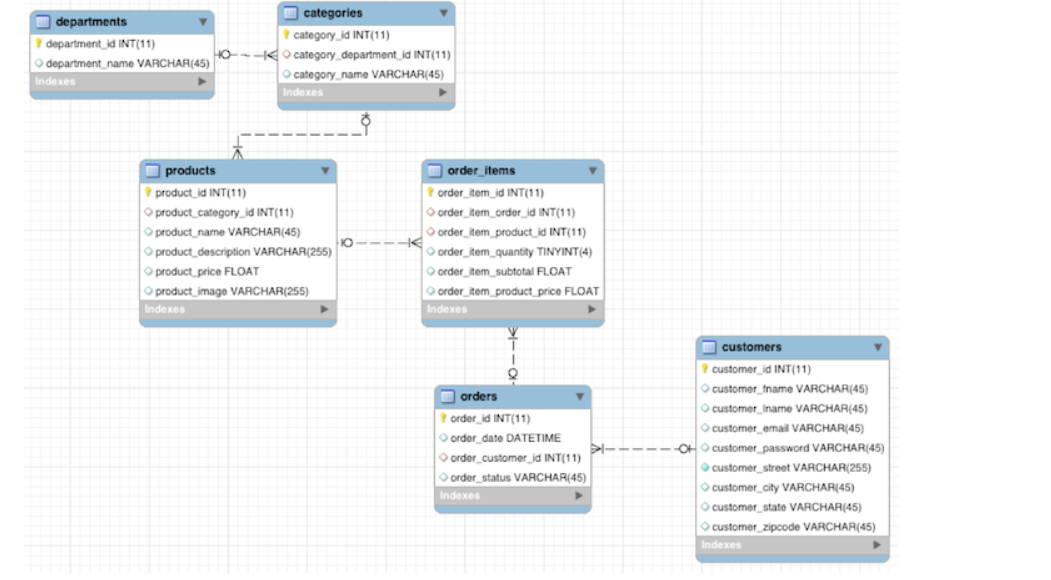 departments
department_id INT(11)
department_name VARCHAR(45)
Indexes
categories
category_id INT(11)
category_department_id INT(11)
category_name VARCHAR(45)
Indexes
products
product_id INT(11)
product_category_id INT(11)
product_name VARCHAR(45)
product_description VARCHAR(255)
product_price FLOAT
product_image VARCHAR(255)
Indexes
order_items
order_item_id INT(11)
order_item_order_id INT(11)
order_item_product_id INT(11)
order_item_quantity TINYINT(4)
order_item_subtotal FLOAT
order_item_product_price FLOAT
Indexes
orders
order_id INT(11)
order_date DATETIME
order_customer_id INT(11)
order_status VARCHAR(45)
Indexes
customers
customer_id INT(11)
customer_fname VARCHAR(45)
customer_lname VARCHAR(45)
customer_email VARCHAR(45)
customer_password VARCHAR(45)
customer_street VARCHAR(255)
customer_city VARCHAR(45)
customer_state VARCHAR(45)
customer_zipcode VARCHAR(45)
Indexes